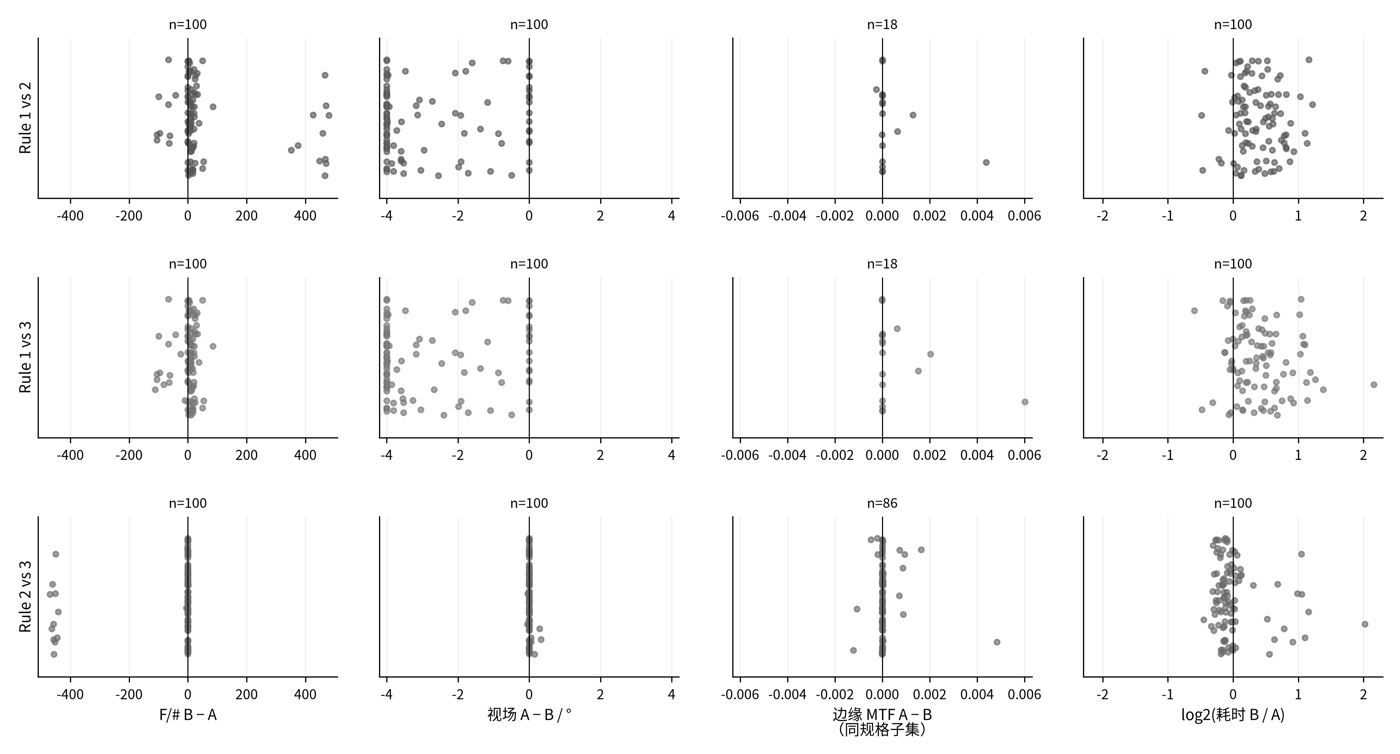 n=100
n=100
n=18
n=100
Rule 1 vs 2
-400 -200 0 200 400
-4 -2 0 2 4
-0.006 -0.004 -0.002 0.000 0.002 0.004 0.006
-2 -1 0 1 2
n=100
n=100
n=18
n=100
Rule 1 vs 3
-400 -200 0 200 400
-4 -2 0 2 4
-0.006 -0.004 -0.002 0.000 0.002 0.004 0.006
-2 -1 0 1 2
n=100
n=100
n=86
n=100
Rule 2 vs 3
-400 -200 0 200 400
-4 -2 0 2 4
-0.006 -0.004 -0.002 0.000 0.002 0.004 0.006
-2 -1 0 1 2
F/# B − A
视场 A − B / °
边缘 MTF A − B
（同规格子集）
log2(耗时 B / A)